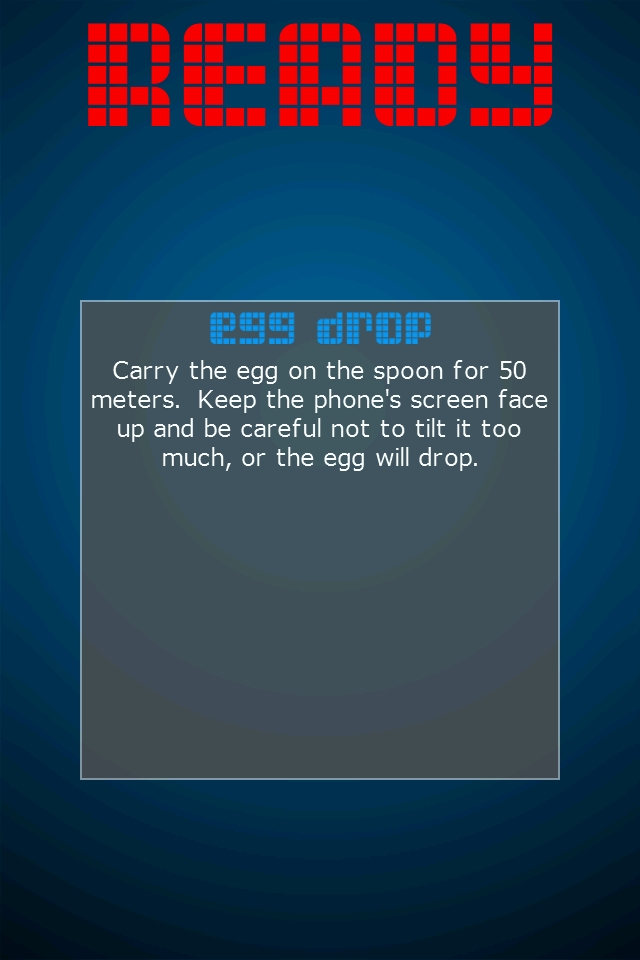 READY
egg drop
Carry the egg on the spoon for 50
meters.  Keep the phone's screen face
up and be careful not to tilt it too
much, or the egg will drop.